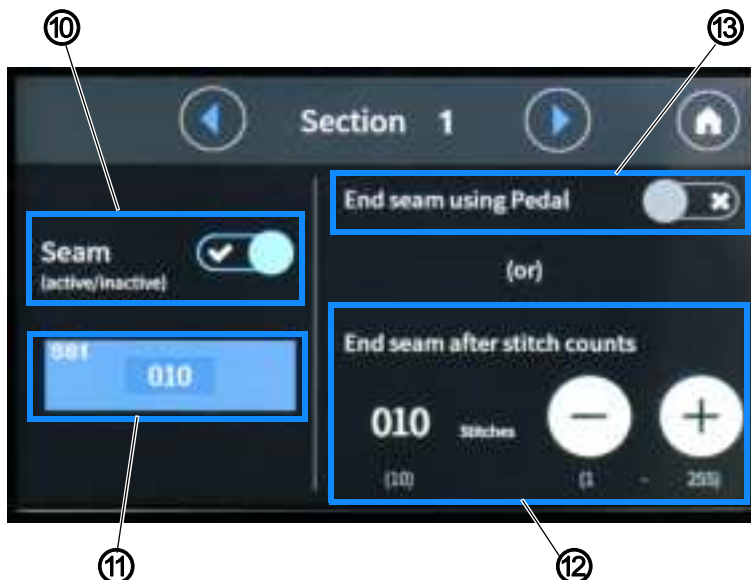 ⑩ ⑬
Section 1
Seam
(active/inactive)
010
End seam using Pedal
(or)
End seam after stitch counts
010 Stitches − +
(10) (1 - 255)
⑪ ⑫